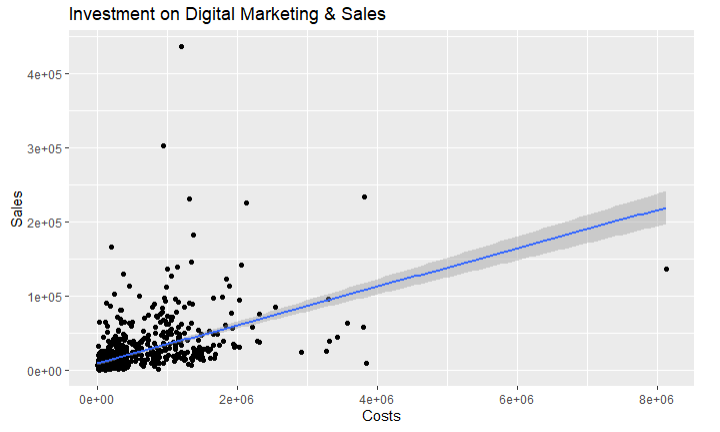 Investment on Digital Marketing & Sales
4e+05
3e+05
2e+05
1e+05
0e+00
Sales
0e+00 2e+06 4e+06 6e+06 8e+06
Costs